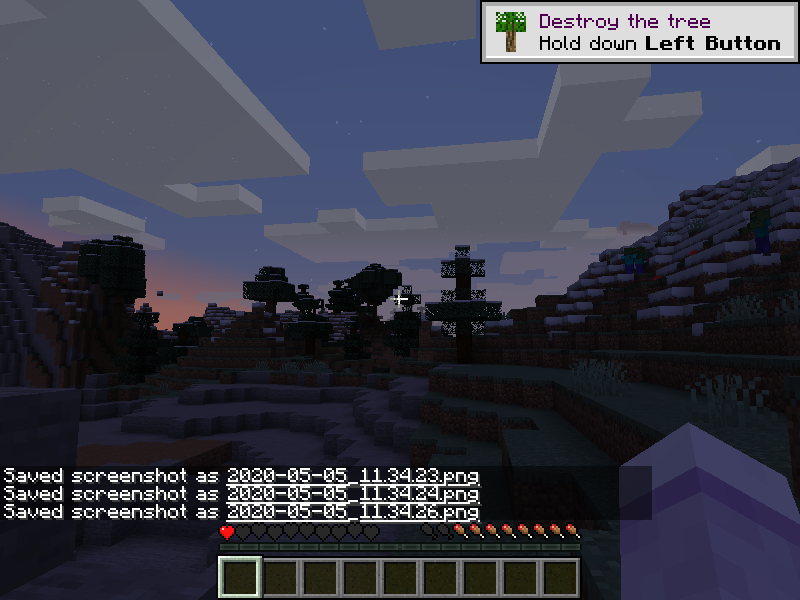 Destroy the tree
Hold down Left Button
Saved screenshot as 2020-05-05_11.34.23.png
Saved screenshot as 2020-05-05_11.34.24.png
Saved screenshot as 2020-05-05_11.34.26.png